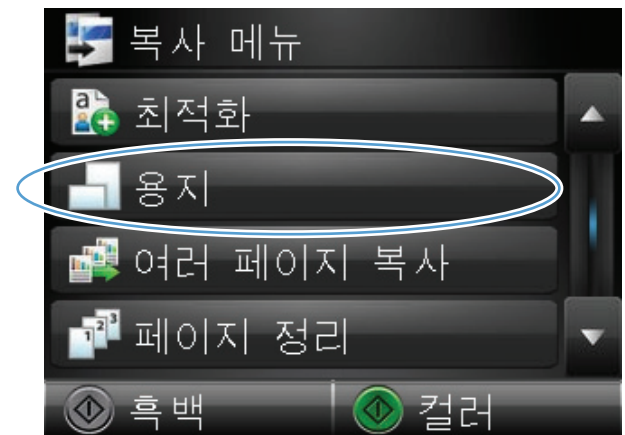 복사 메뉴
최적화
용지
여러 페이지 복사
페이지 정리
흑백 컬러